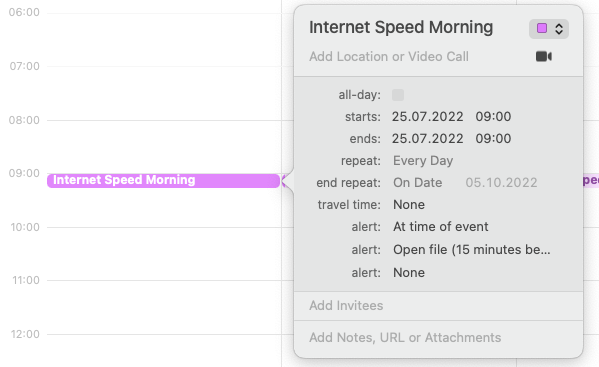 06:00
07:00
08:00
09:00
10:00
11:00
12:00
Internet Speed Morning
Internet Speed Morning
Add Location or Video Call
all-day:
starts: 25.07.2022 09:00
ends: 25.07.2022 09:00
repeat: Every Day
end repeat: On Date 05.10.2022
travel time: None
alert: At time of event
alert: Open file (15 minutes be...
alert: None
Add Invitees
Add Notes, URL or Attachments